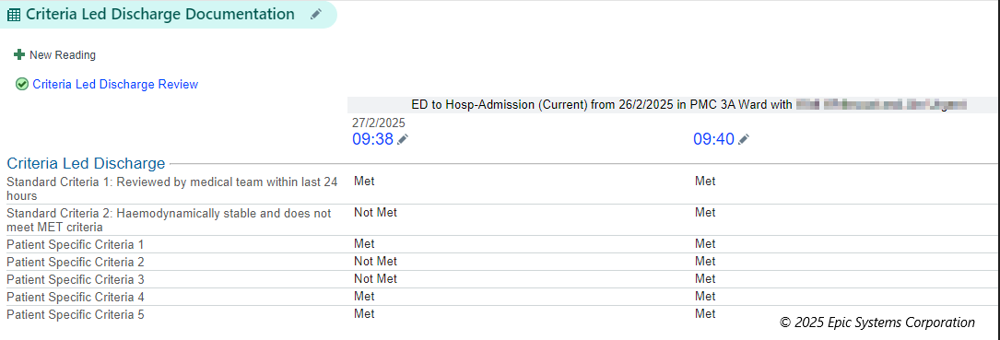 Criteria Led Discharge Documentation
New Reading
Criteria Led Discharge Review
ED to Hosp-Admission (Current) from 26/2/2025 in PMC 3A Ward with
27/2/2025
09:38 09:40
Criteria Led Discharge
Standard Criteria 1: Reviewed by medical team within last 24 Met Met
hours
Standard Criteria 2: Haemodynamically stable and does not Not Met Met
meet MET criteria
Patient Specific Criteria 1 Met Met
Patient Specific Criteria 2 Not Met Met
Patient Specific Criteria 3 Not Met Met
Patient Specific Criteria 4 Met Met
Patient Specific Criteria 5 Met Met
© 2025 Epic Systems Corporation